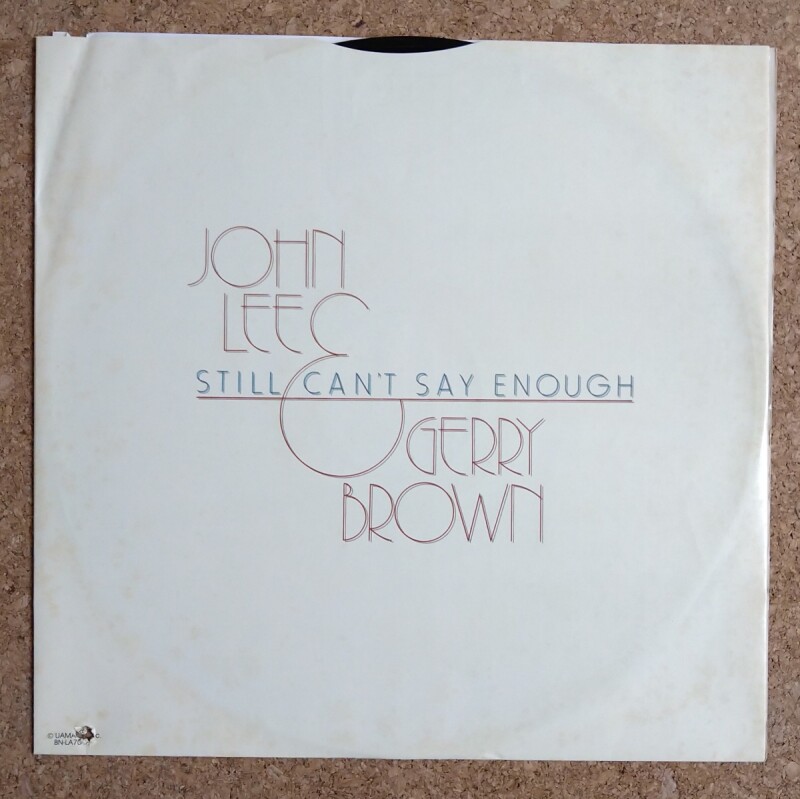 JOHN
LEE &
STILL CAN'T SAY ENOUGH
GERRY
BROWN
©